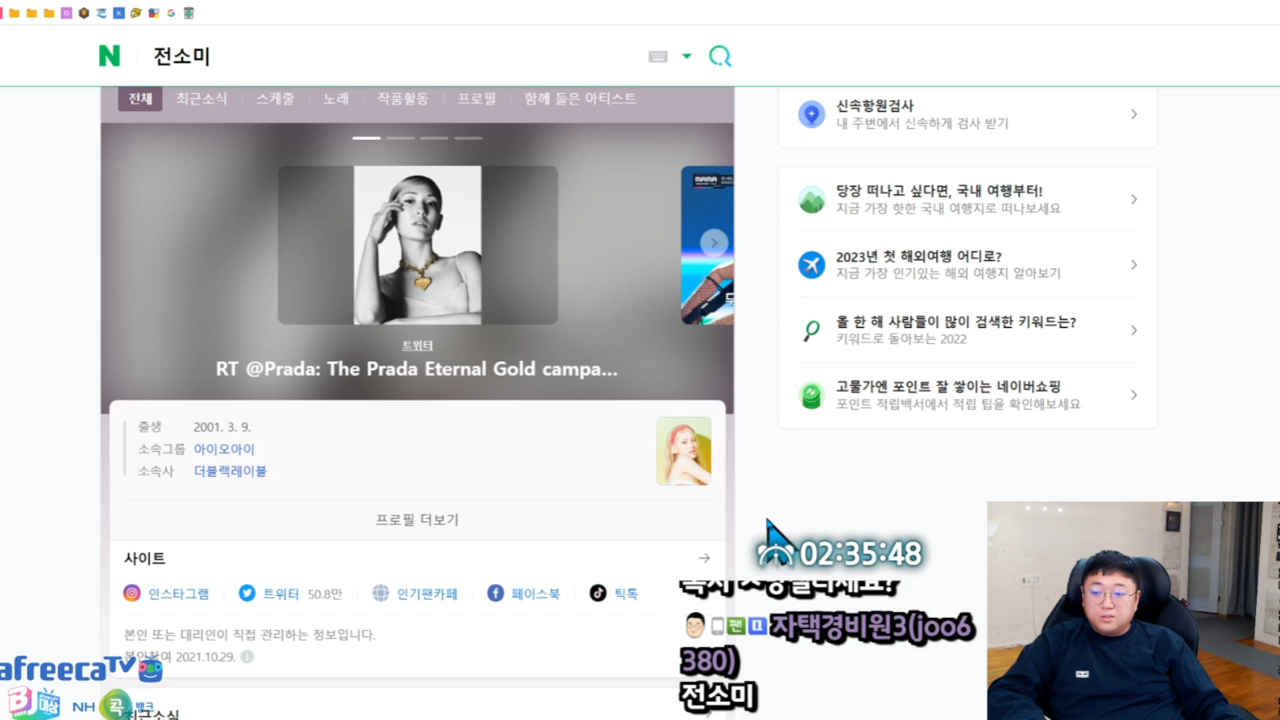 N 전소미
전체 최근소식 스케줄 노래 작품활동 프로필 함께 들은 아티스트
MAMA
트위터
RT @Prada: The Prada Eternal Gold campa...
출생 2001. 3. 9.
소속그룹 아이오아이
소속사 더블랙레이블
프로필 더보기
사이트
인스타그램 트위터 50.8만 인기팬카페 페이스북 틱톡
본인 또는 대리인이 직접 관리하는 정보입니다.
본인참여 2021.10.29.
최근소식
신속항원검사
내 주변에서 신속하게 검사 받기
당장 떠나고 싶다면, 국내 여행부터!
지금 가장 핫한 국내 여행지로 떠나보세요
2023년 첫 해외여행 어디로?
지금 가장 인기있는 해외 여행지 알아보기
올 한 해 사람들이 많이 검색한 키워드는?
키워드로 돌아보는 2022
고물가엔 포인트 잘 쌓이는 네이버쇼핑
포인트 적립백서에서 적립 팁을 확인해보세요
02:35:48
팬 자택경비원3(joo6
380)
전소미
afreecaTV
NH 콕 뱅크